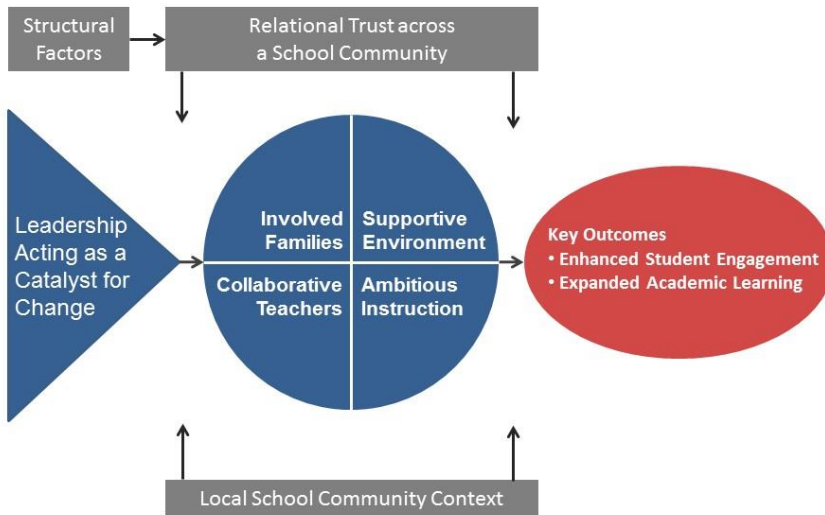 Structural
Factors
Relational Trust across
a School Community
Leadership
Acting as a
Catalyst for
Change
Involved
Families
Supportive
Environment
Collaborative
Teachers
Ambitious
Instruction
Key Outcomes
• Enhanced Student Engagement
• Expanded Academic Learning
Local School Community Context